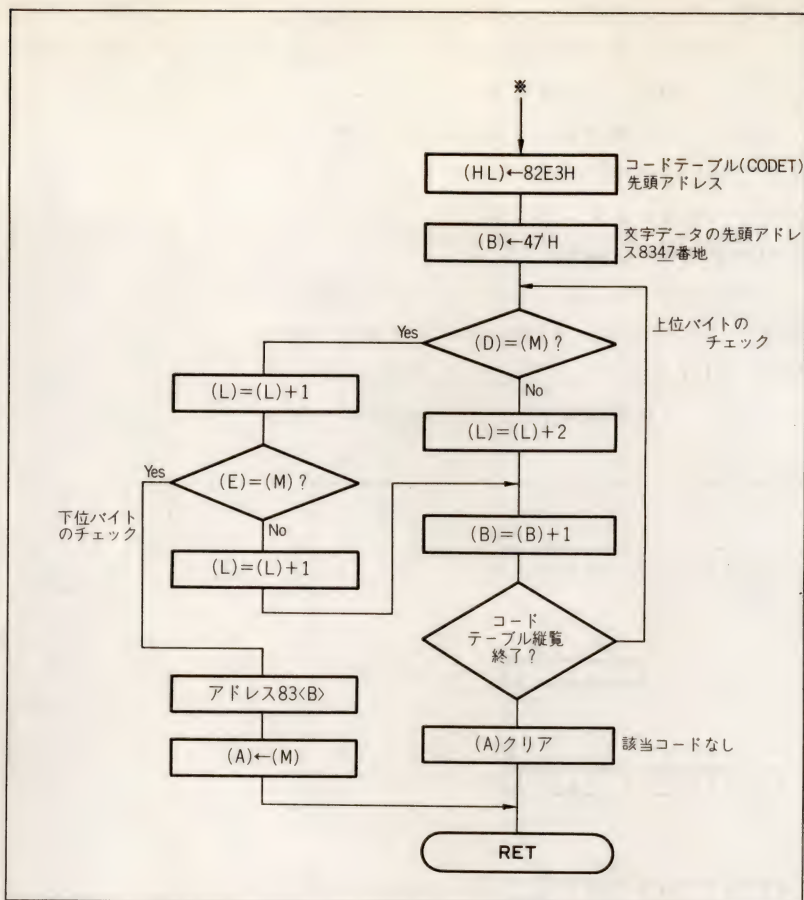 ※
(HL)←82E3H
コードテーブル(CODET)
先頭アドレス
(B)←47H
文字データの先頭アドレ
ス8347番地
上位バイトの
チェック
Yes
(D)=(M)?
No
(L)=(L)+1
(L)=(L)+2
Yes
(E)=(M)?
下位バイト
のチェック
No
(B)=(B)+1
(L)=(L)+1
コード
テーブル縦覧
終了?
アドレス83<B>
(A)クリア
該当コードなし
(A)←(M)
RET